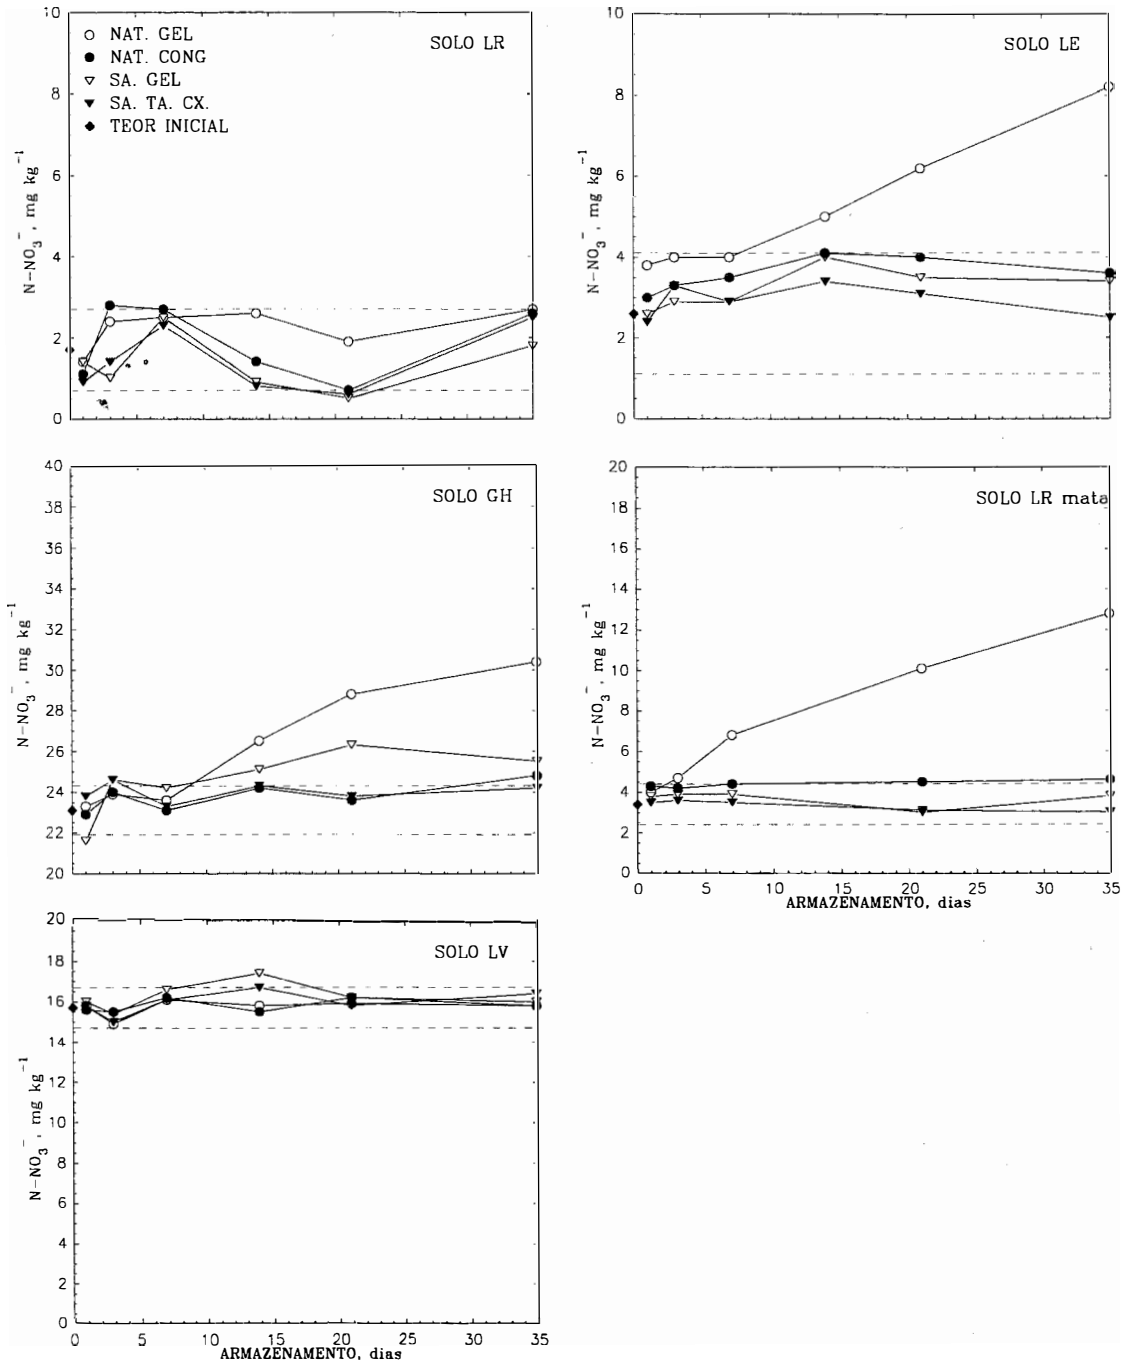 10
8
6
4
2
0
N-NO₃⁻, mg kg⁻¹
NAT. GEL
NAT. CONG
SA. GEL
SA. TA. CX.
TEOR INICIAL
SOLO LR
10
8
6
4
2
0
N-NO₃⁻, mg kg⁻¹
SOLO LE
40
38
36
34
32
30
28
26
24
22
20
N-NO₃⁻, mg kg⁻¹
SOLO GH
20
18
16
14
12
10
8
6
4
2
0
N-NO₃⁻, mg kg⁻¹
SOLO LR mata
0 5 10 15 20 25 30 35
ARMAZENAMENTO, dias
20
18
16
14
12
10
8
6
4
2
0
N-NO₃⁻, mg kg⁻¹
SOLO LV
0 5 10 15 20 25 30 35
ARMAZENAMENTO, dias